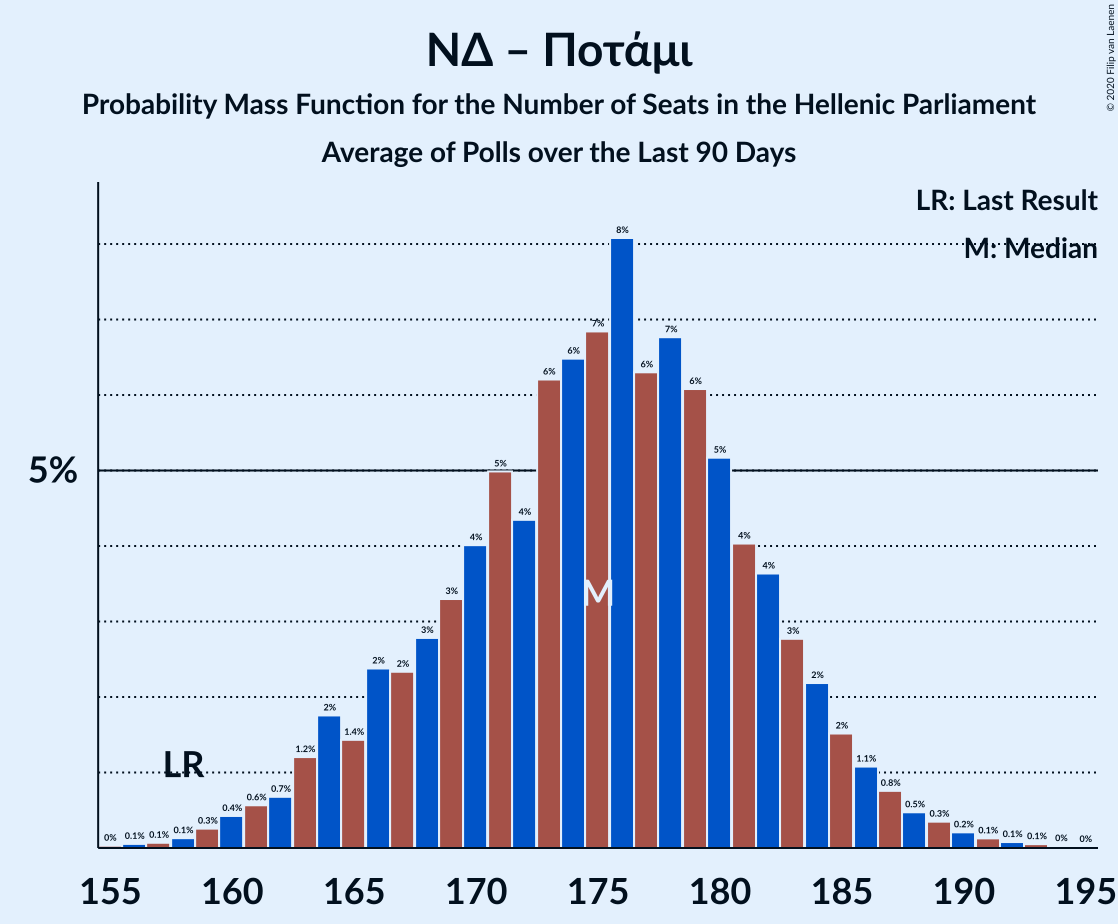 ΝΔ – Ποτάμι
Probability Mass Function for the Number of Seats in the Hellenic Parliament
Average of Polls over the Last 90 Days
© 2020 Filip van Laenen
LR: Last Result
M: Median
5%
0% 0.1% 0.1% 0.1% 0.3% 0.4% 0.6% 0.7% 1.2% 2% 1.4% 2% 2% 3% 3% 4% 5% 4% 6% 6% 7% 8% 6% 7% 6% 5% 4% 4% 3% 2% 2% 1.1% 0.8% 0.5% 0.3% 0.2% 0.1% 0.1% 0.1% 0% 0%
M
LR
155 160 165 170 175 180 185 190 195